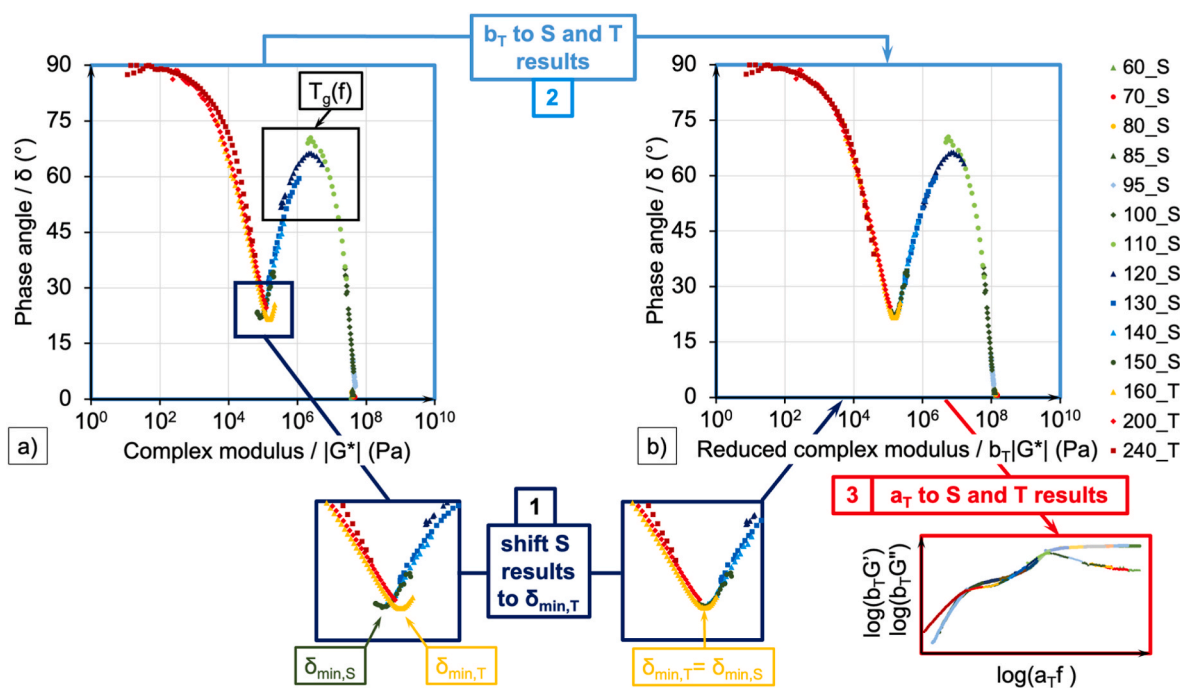 b_T to S and T
results
2
90
75
60
45
30
15
0
Phase angle / δ (°)
T_g(f)
10^0
10^2
10^4
10^6
10^8
10^10
a)
Complex modulus / |G*| (Pa)
90
75
60
45
30
15
0
Phase angle / δ (°)
10^0
10^2
10^4
10^6
10^8
10^10
b)
Reduced complex modulus / b_T|G*| (Pa)
60_S
70_S
80_S
85_S
95_S
100_S
110_S
120_S
130_S
140_S
150_S
160_T
200_T
240_T
1
shift S
results
to δ_min,T
δ_min,S
δ_min,T
δ_min,T= δ_min,S
3 a_T to S and T results
log(b_TG')
log(b_TG'')
log(a_Tf)